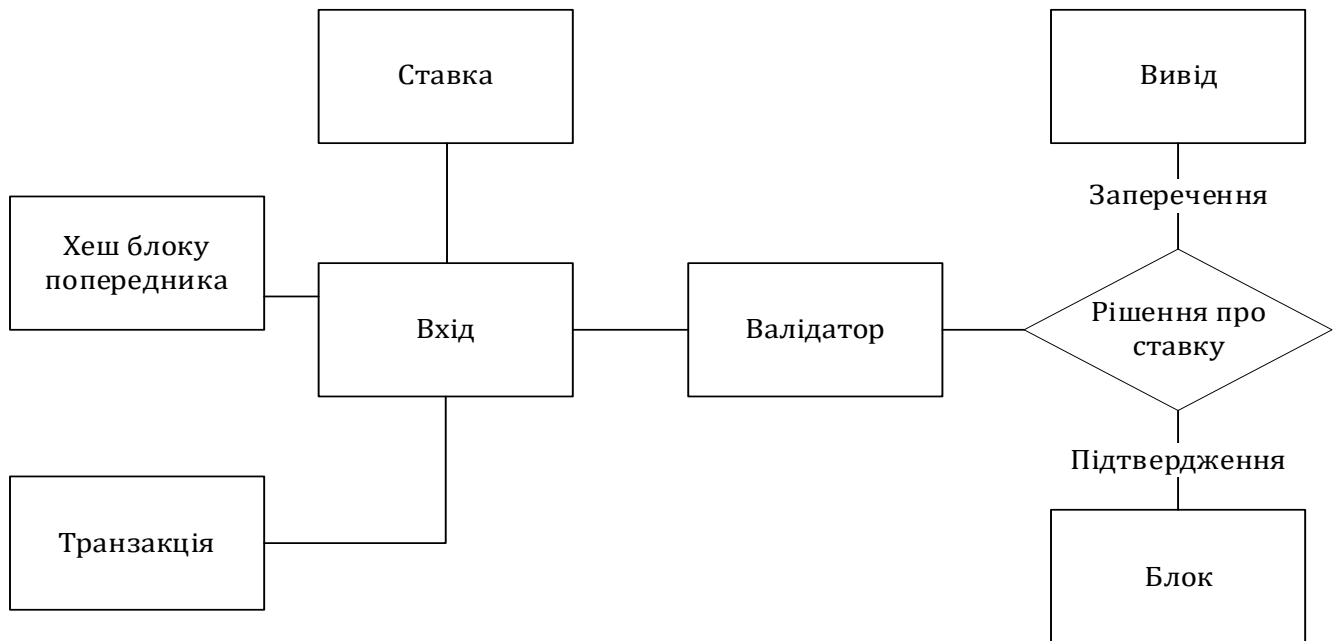 Ставка
Вивід
Заперечення
Хеш блоку
попередника
Вхід
Валідатор
Рішення про
ставку
Підтвердження
Транзакція
Блок